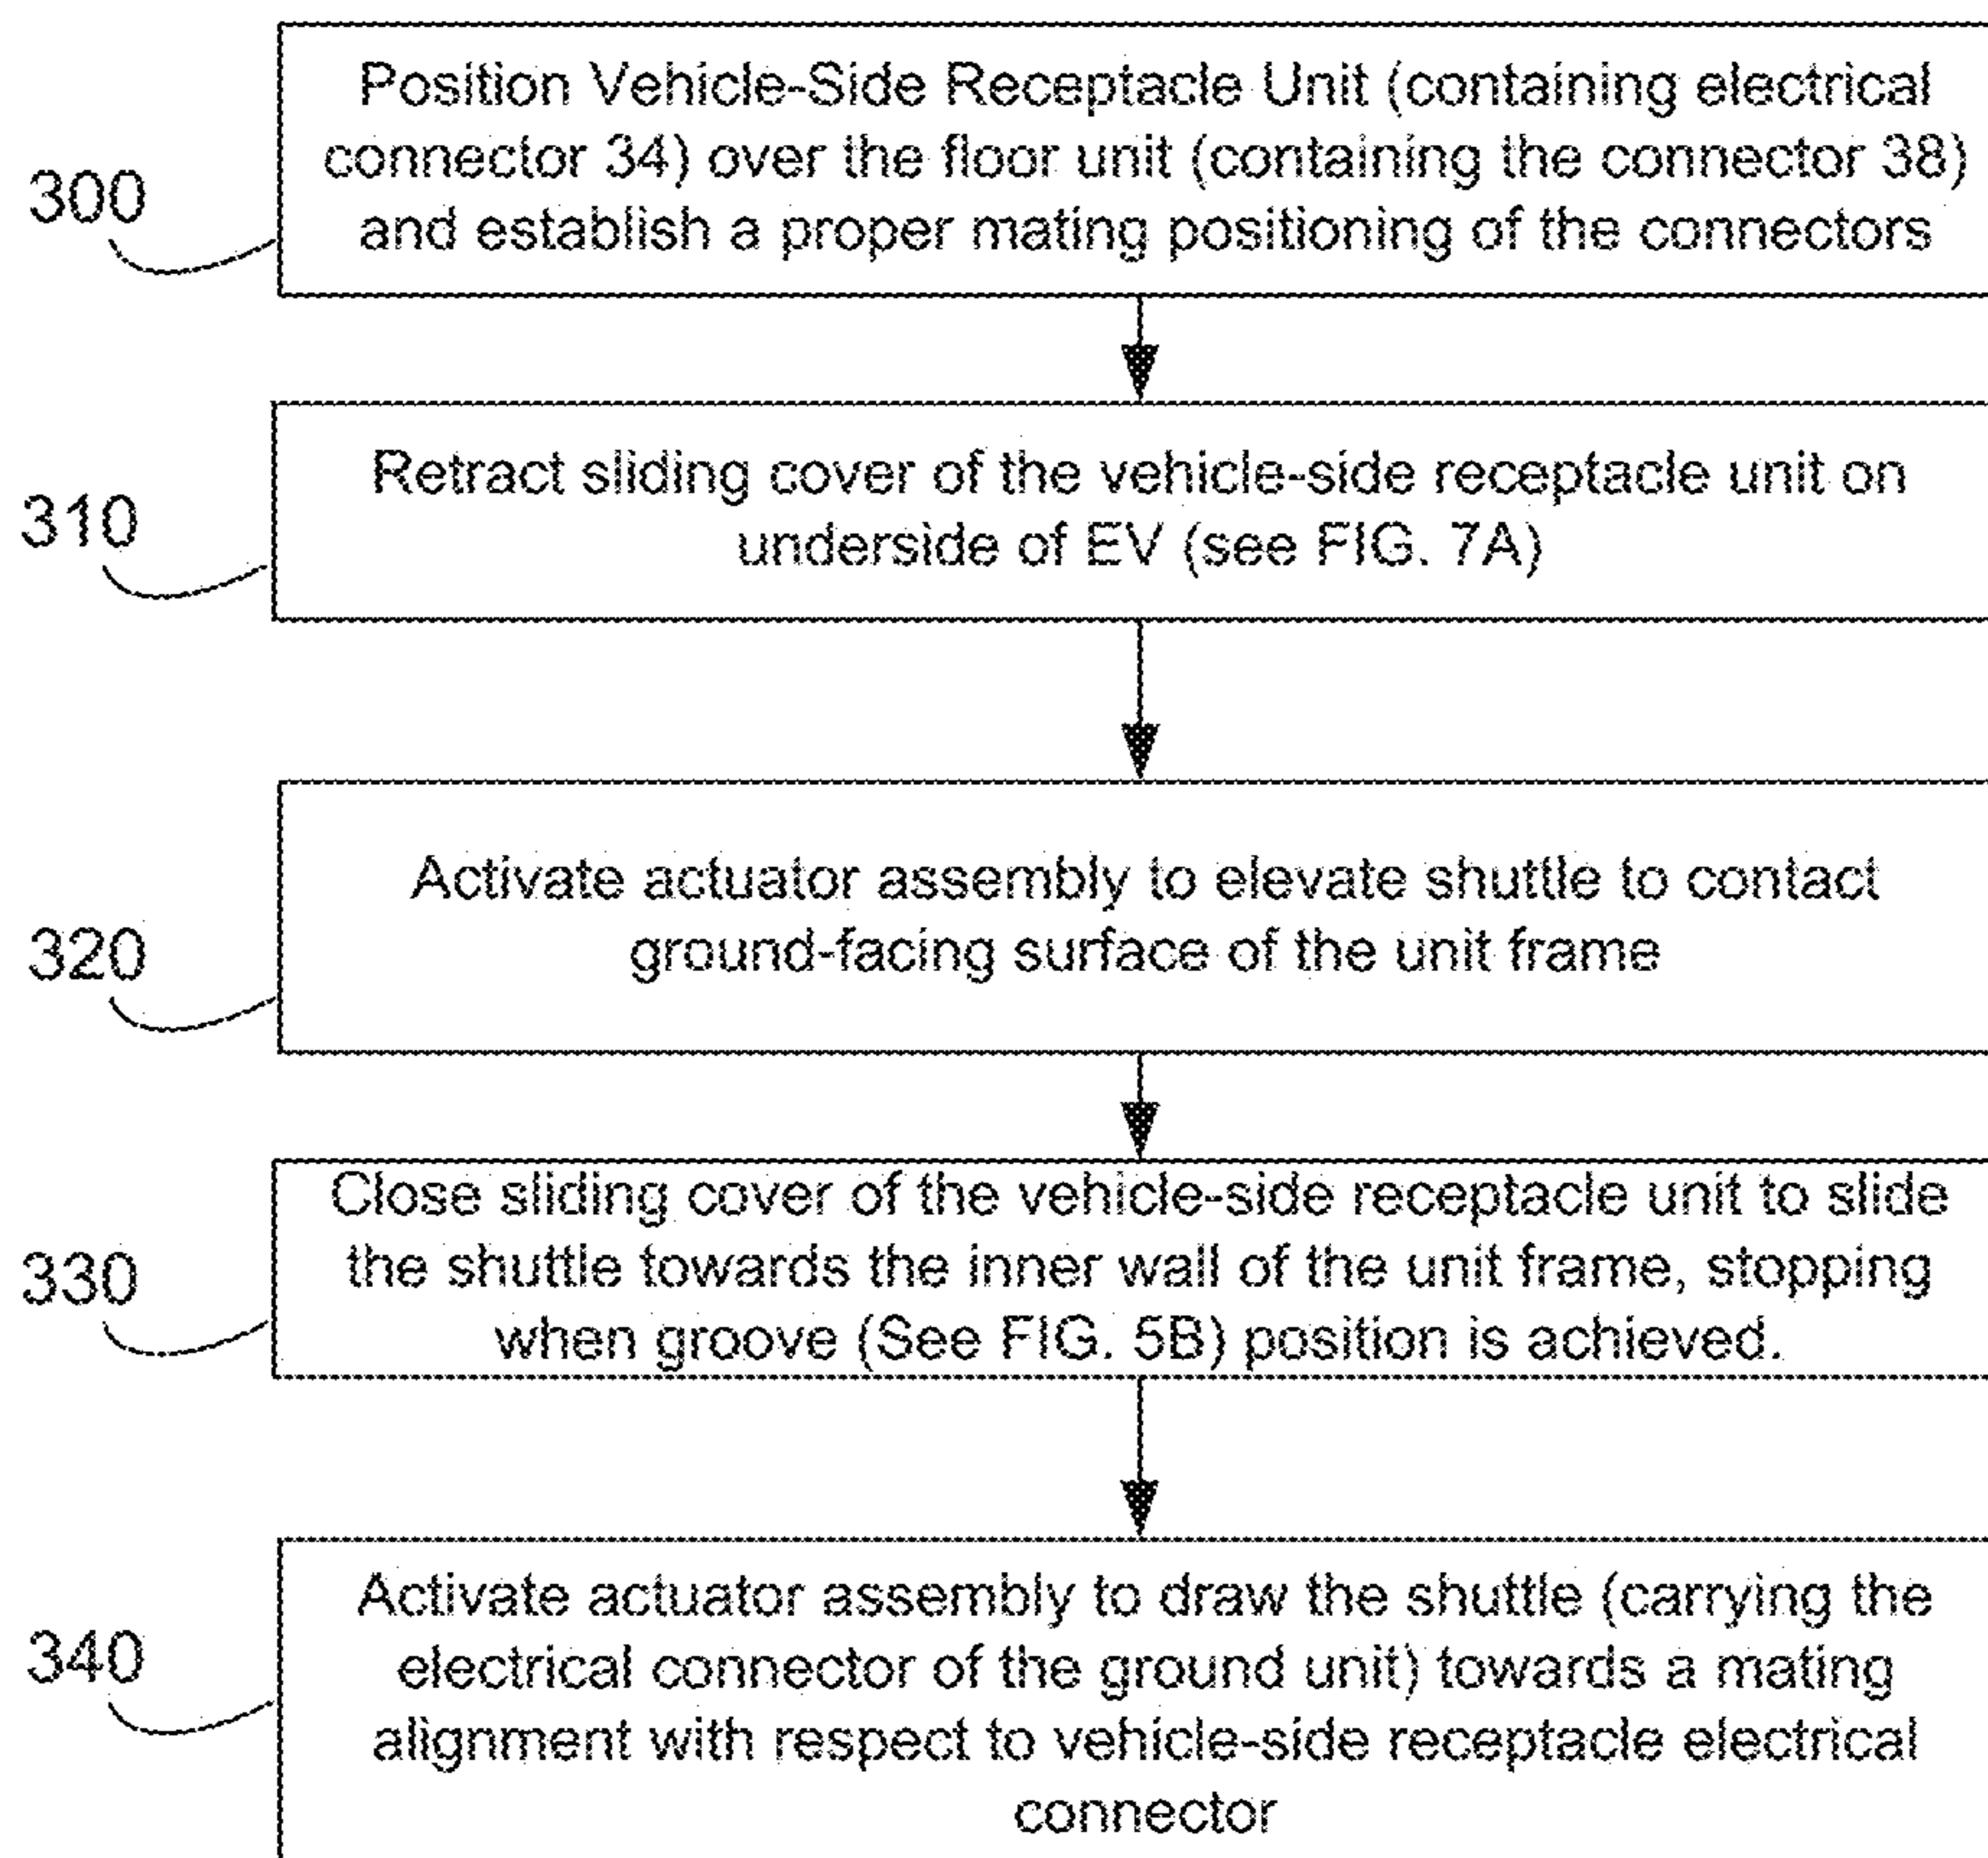 Position Vehicle-Side Receptacle Unit (containing electrical
connector 34) over the floor unit (containing the connector 38)
and establish a proper mating positioning of the connectors
300
Retract sliding cover of the vehicle-side receptacle unit on
underside of EV (see FIG. 7A)
310
Activate actuator assembly to elevate shuttle to contact
ground-facing surface of the unit frame
320
Close sliding cover of the vehicle-side receptacle unit to slide
the shuttle towards the inner wall of the unit frame, stopping
when groove (See FIG. 5B) position is achieved.
330
Activate actuator assembly to draw the shuttle (carrying the
electrical connector of the ground unit) towards a mating
alignment with respect to vehicle-side receptacle electrical
connector
340